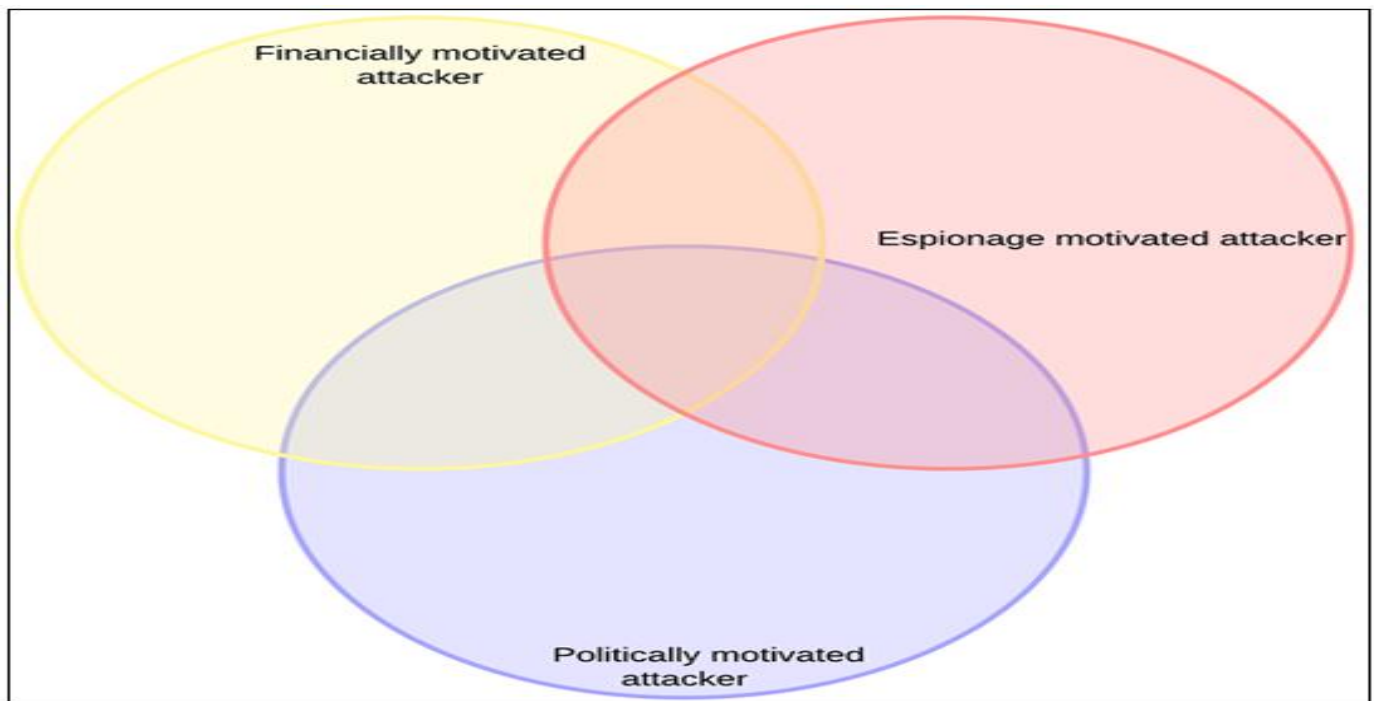 Financially motivated
attacker
Espionage motivated attacker
Politically motivated
attacker